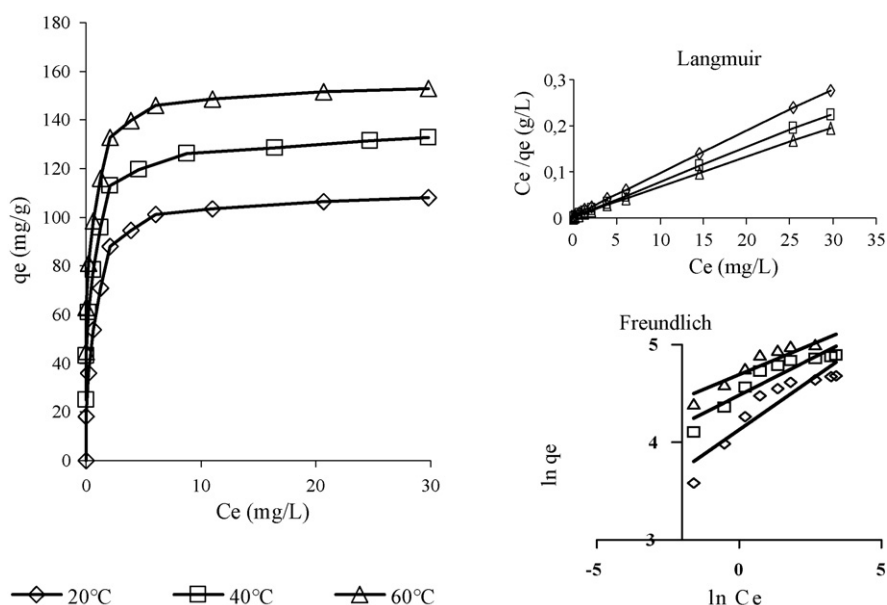 180
160
140
120
100
80
60
40
20
0
qe (mg/g)
0 10 20 30
Ce (mg/L)
Langmuir
0,3
0,2
0,1
0
Ce /qe (g/L)
0 5 10 15 20 25 30 35
Ce (mg/L)
Freundlich
5
4
3
ln qe
-5 0 5
ln Ce
20°C 40°C 60°C